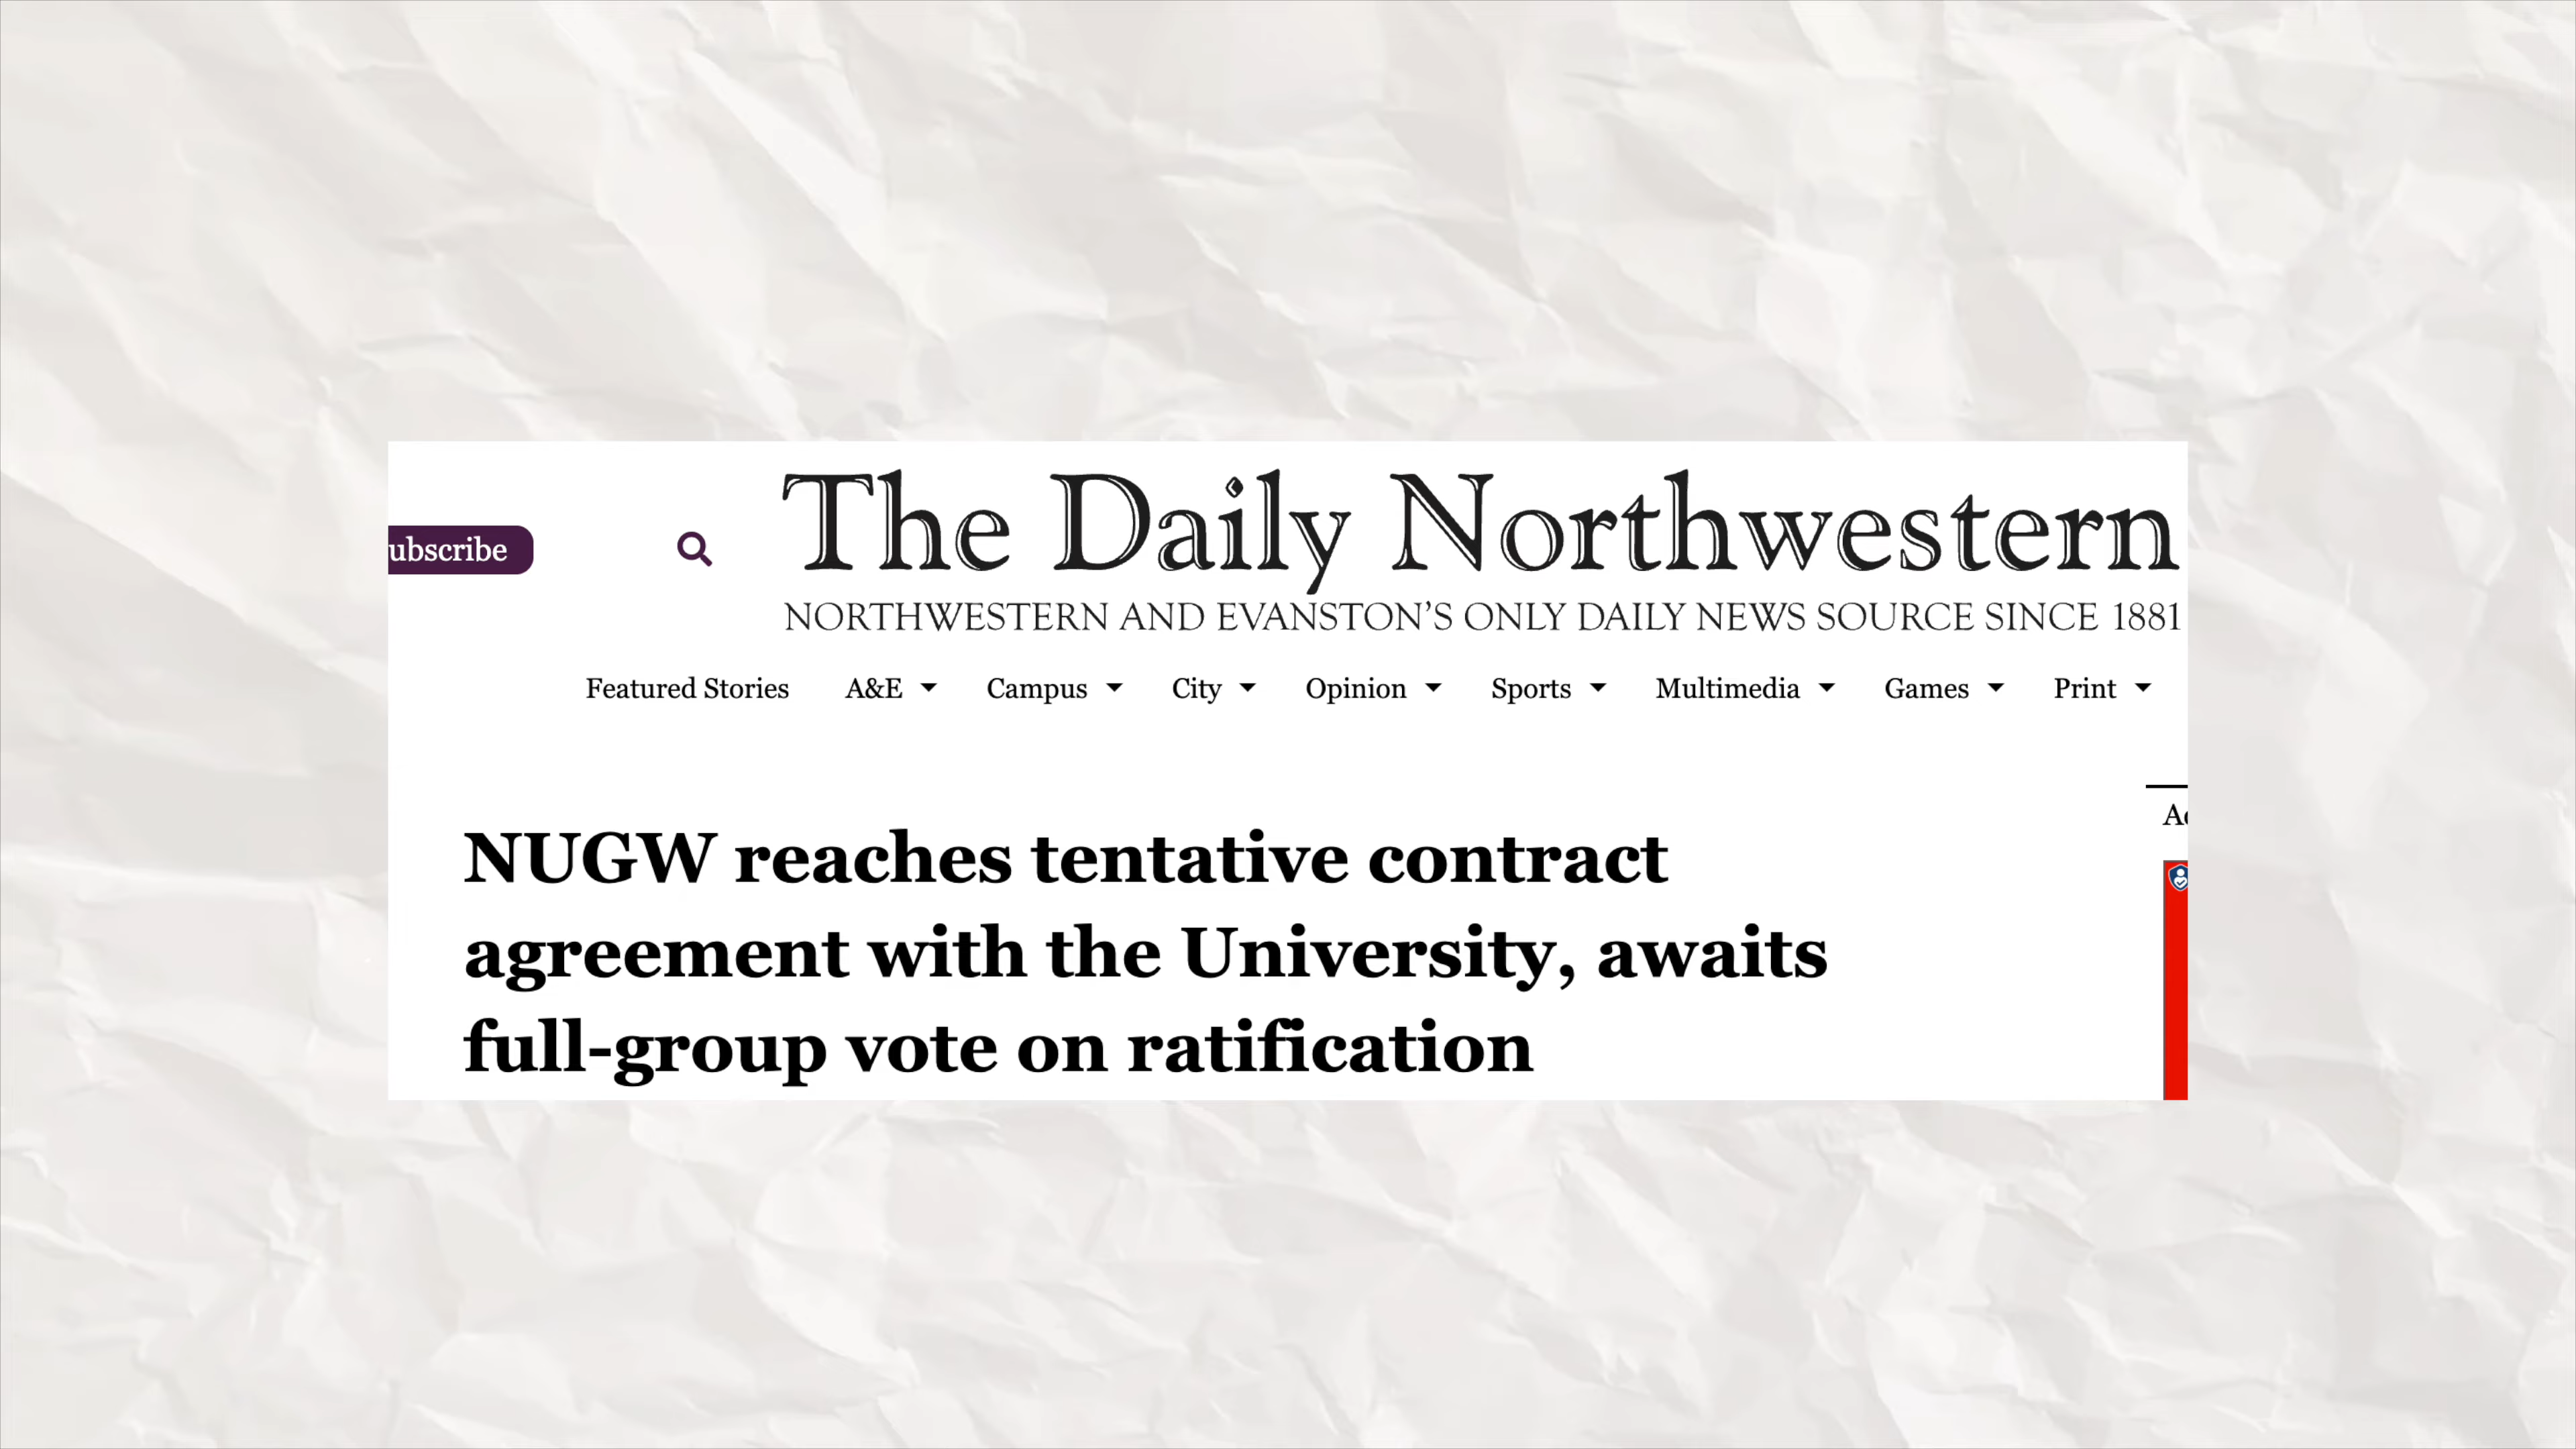 ubscribe
The Daily Northwestern
NORTHWESTERN AND EVANSTON'S ONLY DAILY NEWS SOURCE SINCE 1881
Featured Stories A&E Campus City Opinion Sports Multimedia Games Print
NUGW reaches tentative contract
agreement with the University, awaits
full-group vote on ratification